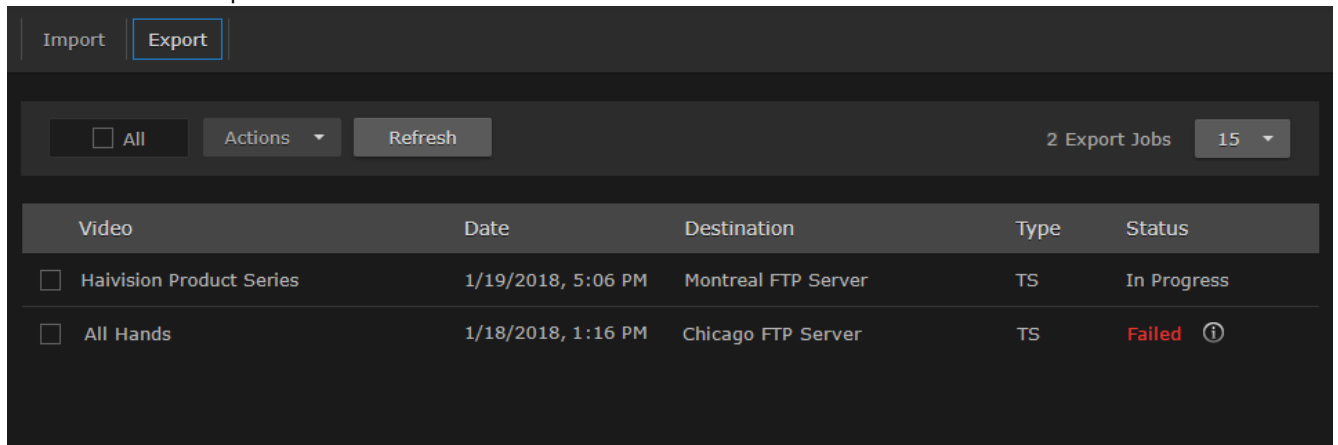 Import Export
All Actions Refresh 2 Export Jobs 15
Video Date Destination Type Status
Haivision Product Series 1/19/2018, 5:06 PM Montreal FTP Server TS In Progress
All Hands 1/18/2018, 1:16 PM Chicago FTP Server TS Failed